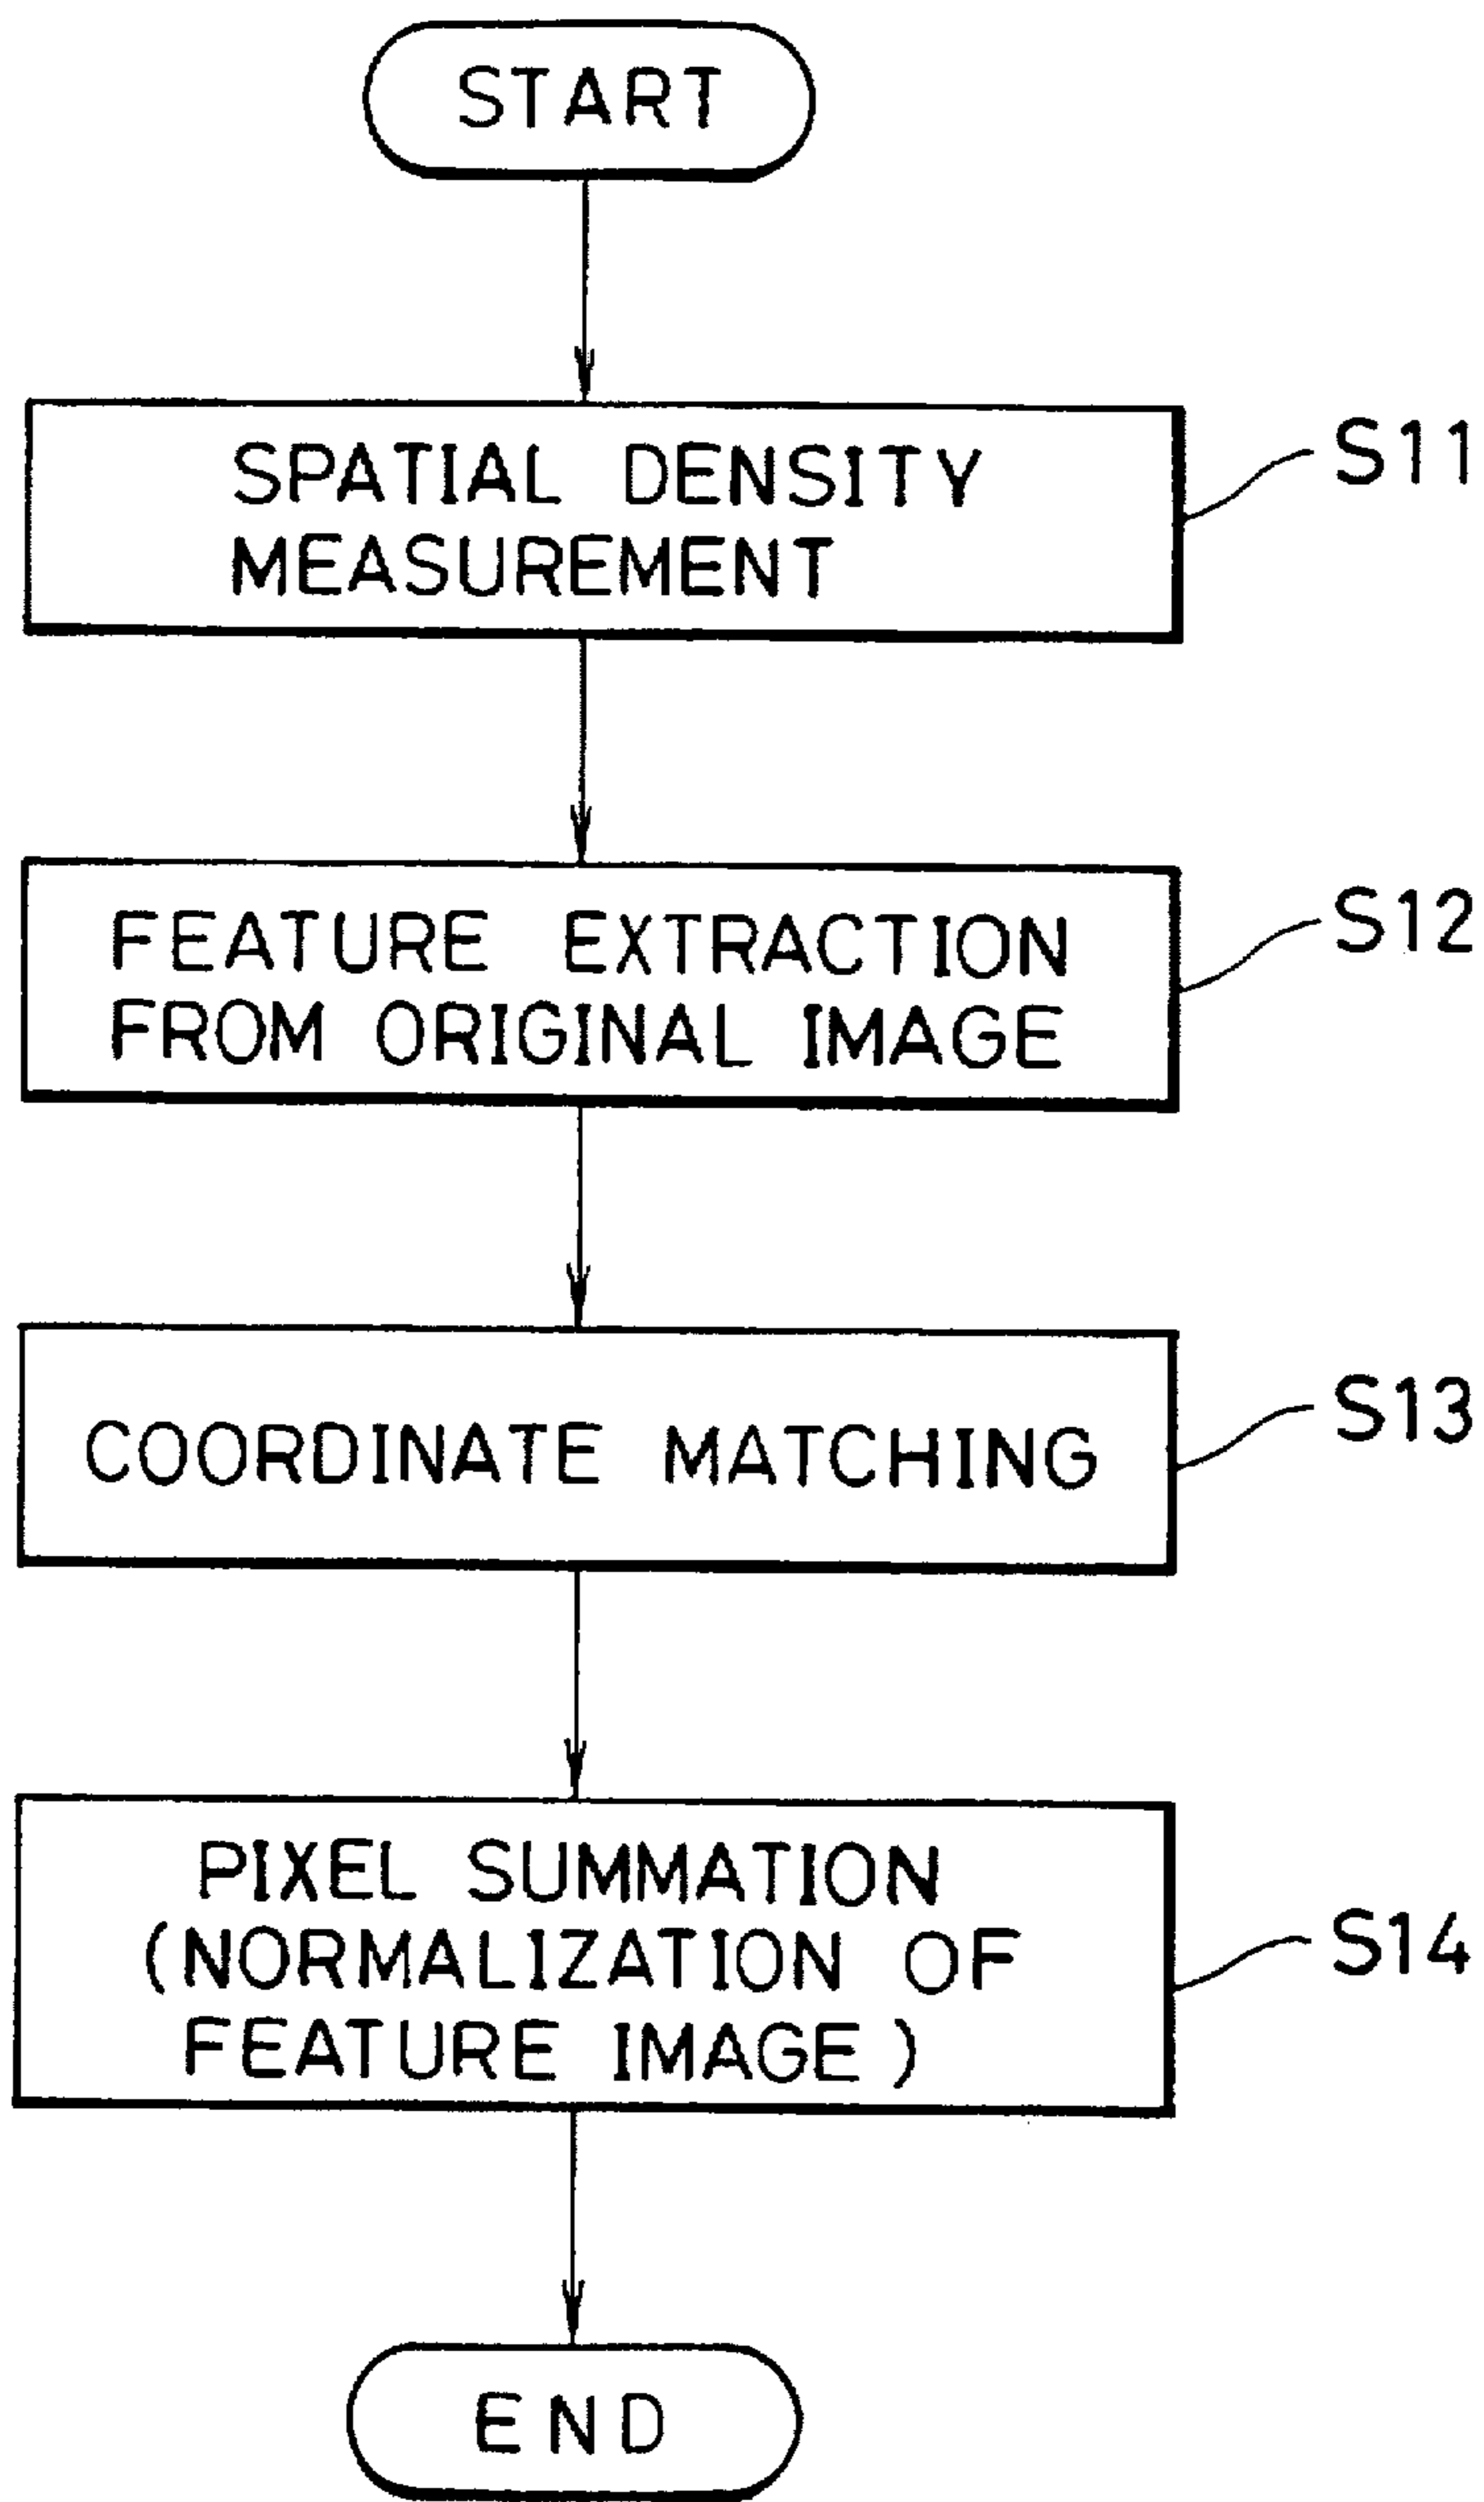 START
SPATIAL DENSITY
MEASUREMENT
S11
FEATURE EXTRACTION
FROM ORIGINAL IMAGE
S12
COORDINATE MATCHING
S13
PIXEL SUMMATION
(NORMALIZATION OF
FEATURE IMAGE)
S14
END